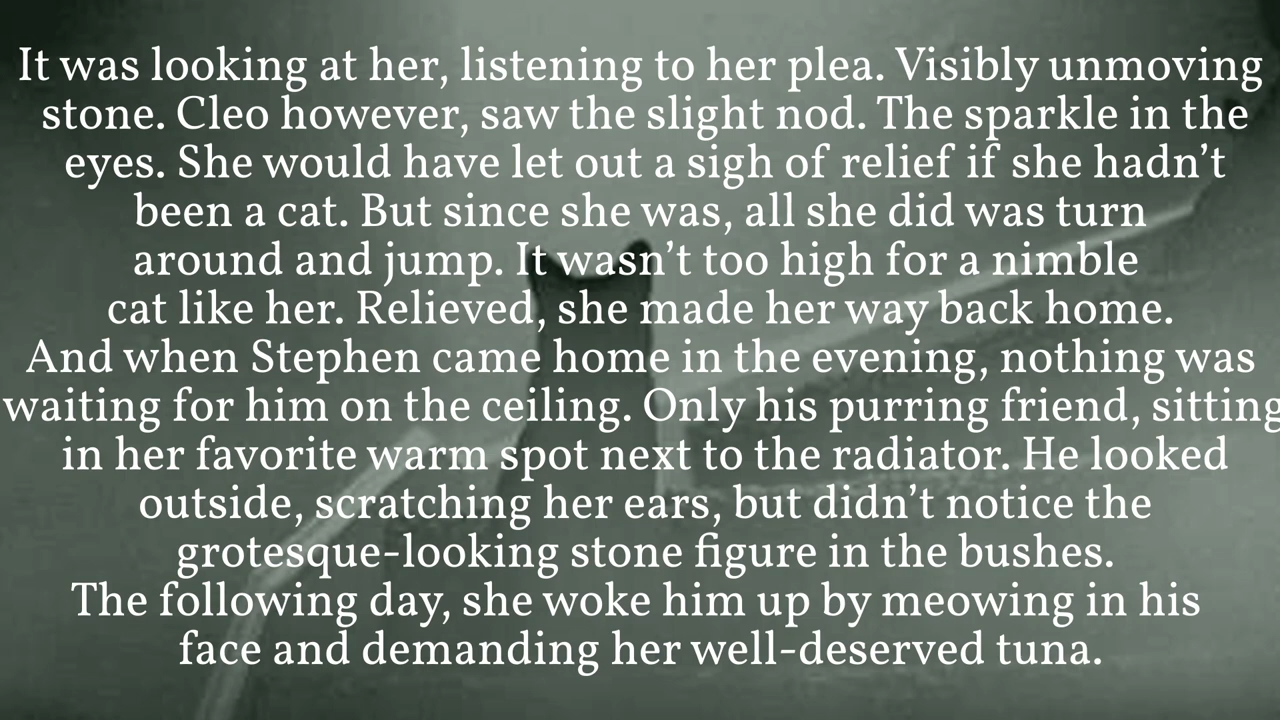 It was looking at her, listening to her plea. Visibly unmoving
stone. Cleo however, saw the slight nod. The sparkle in the
eyes. She would have let out a sigh of relief if she hadn’t
been a cat. But since she was, all she did was turn
around and jump. It wasn’t too high for a nimble
cat like her. Relieved, she made her way back home.
And when Stephen came home in the evening, nothing was
waiting for him on the ceiling. Only his purring friend, sitting
in her favorite warm spot next to the radiator. He looked
outside, scratching her ears, but didn’t notice the
grotesque-looking stone figure in the bushes.
The following day, she woke him up by meowing in his
face and demanding her well-deserved tuna.